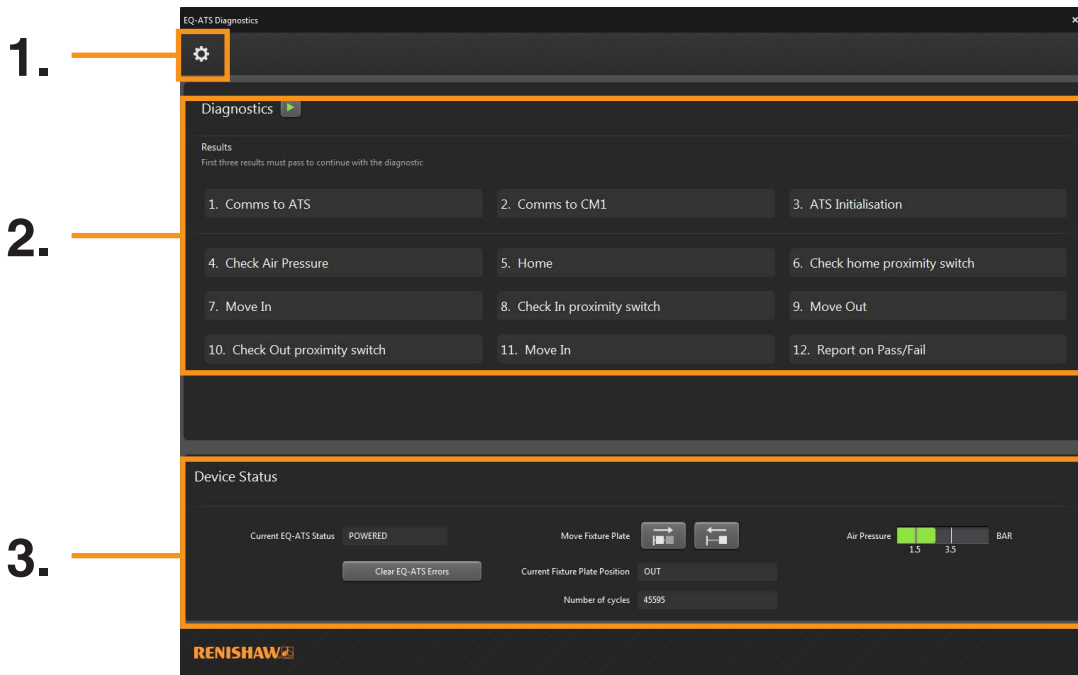 EQ-ATS Diagnostics
1.
Diagnostics
Results
First three results must pass to continue with the diagnostic
1. Comms to ATS
2. Comms to CM1
3. ATS Initialisation
2.
4. Check Air Pressure
5. Home
6. Check home proximity switch
7. Move In
8. Check In proximity switch
9. Move Out
10. Check Out proximity switch
11. Move In
12. Report on Pass/Fail
Device Status
3.
Current EQ-ATS Status POWERED
Move Fixture Plate
Air Pressure
BAR
1.5 3.5
Clear EQ-ATS Errors
Current Fixture Plate Position OUT
Number of cycles 45595
RENISHAW